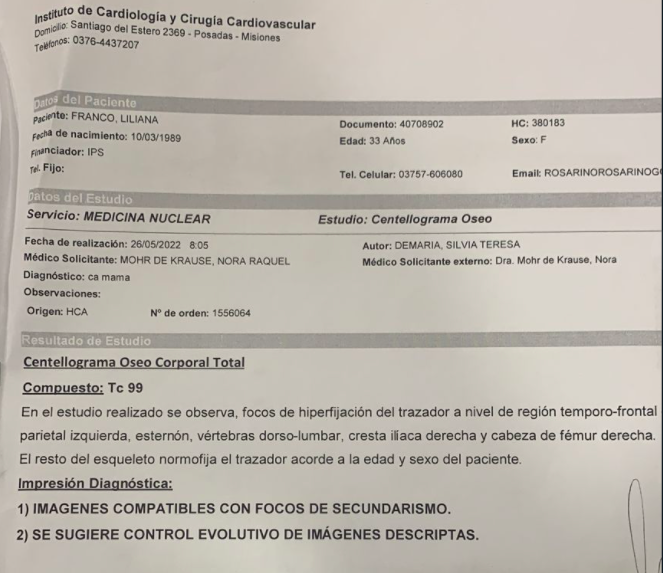 Instituto de Cardiología y Cirugía Cardiovascular
Domicilio: Santiago del Estero 2369 - Posadas - Misiones
Teléfonos: 0376-4437207
Datos del Paciente
Paciente: FRANCO, LILIANA Documento: 40708902 HC: 380183
Fecha de nacimiento: 10/03/1989 Edad: 33 Años Sexo: F
Financiador: IPS
Tel. Fijo: Tel. Celular: 03757-606080 Email: ROSARINOROSARINOG
Datos del Estudio
Servicio: MEDICINA NUCLEAR Estudio: Centellograma Oseo
Fecha de realización: 26/05/2022 8:05 Autor: DEMARIA, SILVIA TERESA
Médico Solicitante: MOHR DE KRAUSE, NORA RAQUEL Médico Solicitante externo: Dra. Mohr de Krause, Nora
Diagnóstico: ca mama
Observaciones:
Origen: HCA Nº de orden: 1556064
Resultado de Estudio
Centellograma Oseo Corporal Total
Compuesto: Tc 99
En el estudio realizado se observa, focos de hiperfijación del trazador a nivel de región temporo-frontal
parietal izquierda, esternón, vértebras dorso-lumbar, cresta iliaca derecha y cabeza de fémur derecha.
El resto del esqueleto normofija el trazador acorde a la edad y sexo del paciente.
Impresión Diagnóstica:
1) IMAGENES COMPATIBLES CON FOCOS DE SECUNDARISMO.
2) SE SUGIERE CONTROL EVOLUTIVO DE IMÁGENES DESCRIPTAS.